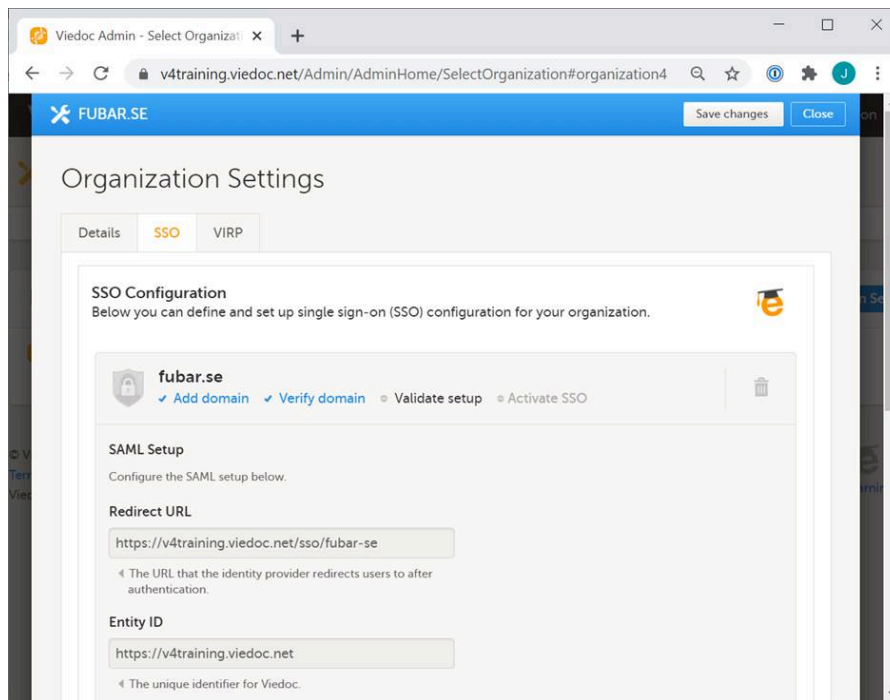 Viedoc Admin - Select Organizati
v4training.viedoc.net/Admin/AdminHome/SelectOrganization#organization4
J
FUBAR.SE
Save changes
Close
on
Organization Settings
Details
SSO
VIRP
SSO Configuration
Below you can define and set up single sign-on (SSO) configuration for your organization.
n Se
fubar.se
Add domain Verify domain Validate setup Activate SSO
SAML Setup
© V
Configure the SAML setup below.
Terr
Vied
Redirect URL
https://v4training.viedoc.net/sso/fubar-se
The URL that the identity provider redirects users to after
authentication.
Entity ID
https://v4training.viedoc.net
The unique identifier for Viedoc.